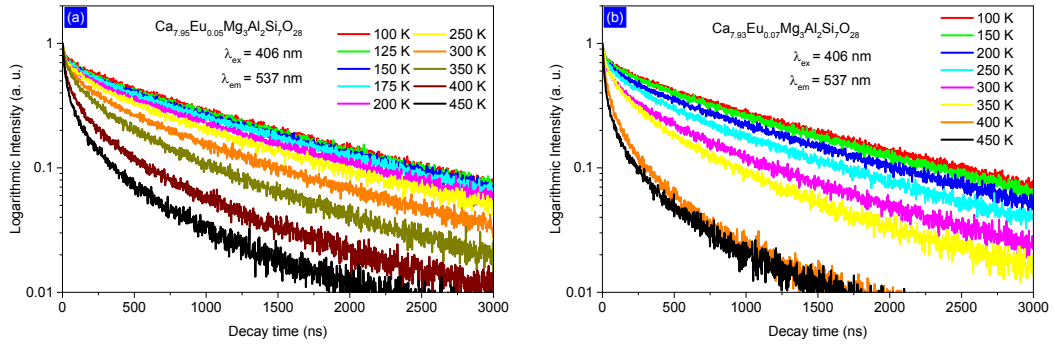 (a)
Ca7.95Eu0.05Mg3Al2Si7O28
λex = 406 nm
λem = 537 nm
100 K 250 K
125 K 300 K
150 K 350 K
175 K 400 K
200 K 450 K
Logarithmic Intensity (a. u.)
1
0.1
0.01
0 500 1000 1500 2000 2500 3000
Decay time (ns)
(b)
Ca7.93Eu0.07Mg3Al2Si7O28
λex = 406 nm
λem = 537 nm
100 K
150 K
200 K
250 K
300 K
350 K
400 K
450 K
Logarithmic Intensity (a. u.)
1
0.1
0.01
0 500 1000 1500 2000 2500 3000
Decay time (ns)